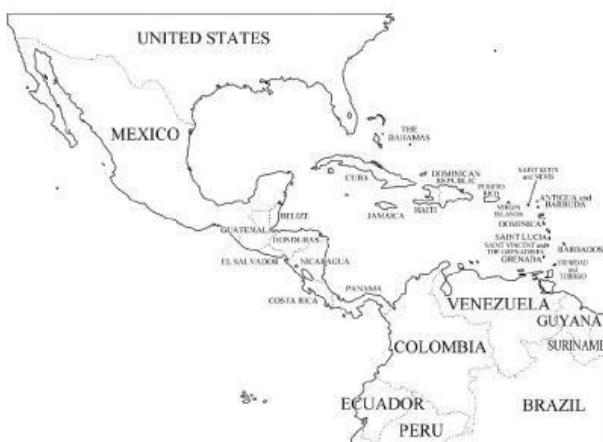 UNITED STATES
MEXICO
THE
BAHAMAS
CUBA
DOMINICAN
REPUBLIC
PUERTO
RICO
SAINT KITTS
and NEVIS
ANTIGUA and
BARBUDA
VIRGIN
ISLANDS
JAMAICA
HAITI
DOMINICA
BELIZE
GUATEMALA
HONDURAS
SAINT LUCIA
SAINT VINCENT and
THE GRENADINES
BARBADOS
GRENADA
EL SALVADOR
NICARAGUA
TRINIDAD
and
TOBAGO
COSTA RICA
PANAMA
VENEZUELA
GUYANA
SURINAME
COLOMBIA
ECUADOR
PERU
BRAZIL